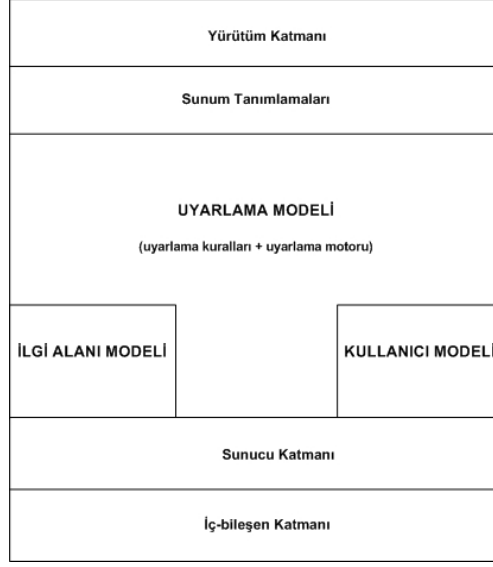 Yürütüm Katmanı
Sunum Tanımlamaları
UYARLAMA MODELİ
(uyarlama kuralları + uyarlama motoru)
İLGİ ALANI MODELİ
KULLANICI MODELİ
Sunucu Katmanı
İç-bileşen Katmanı